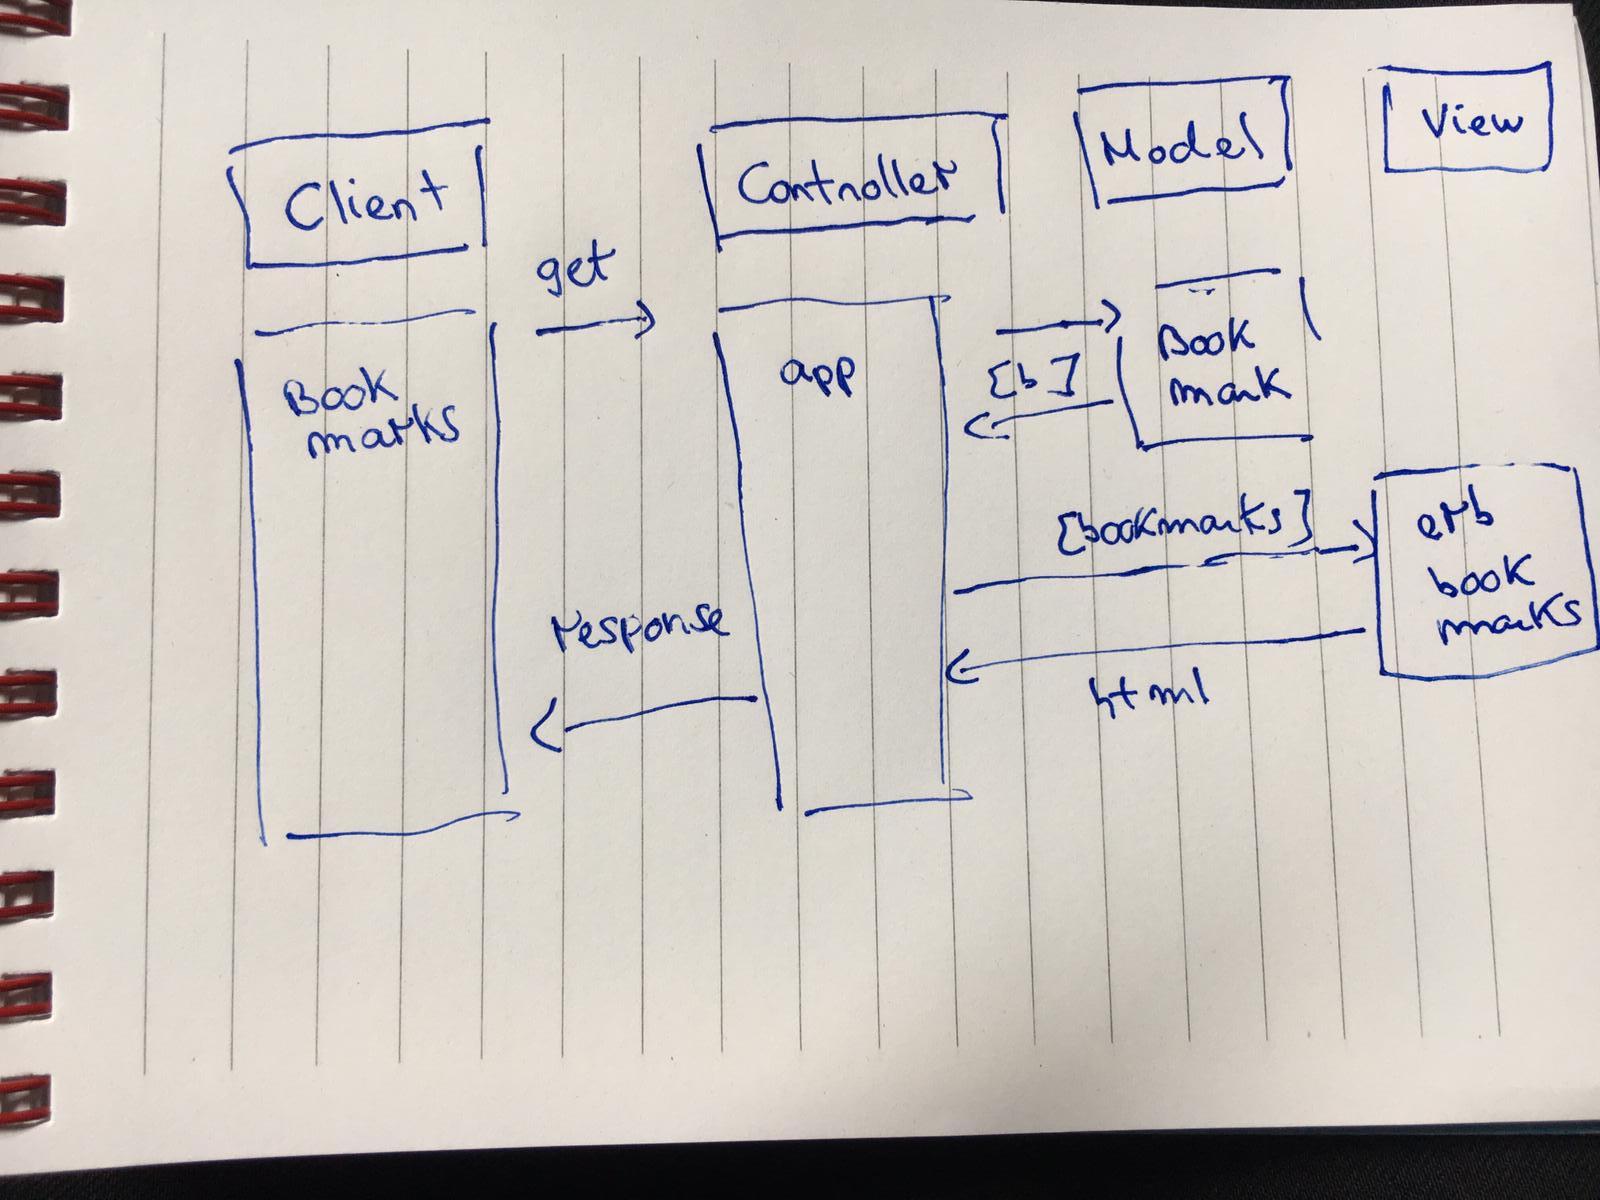 Client
Controller
Model
View
get
Book
marks
app
[b]
Book
mark
[bookmarks]
erb
book
marks
response
html